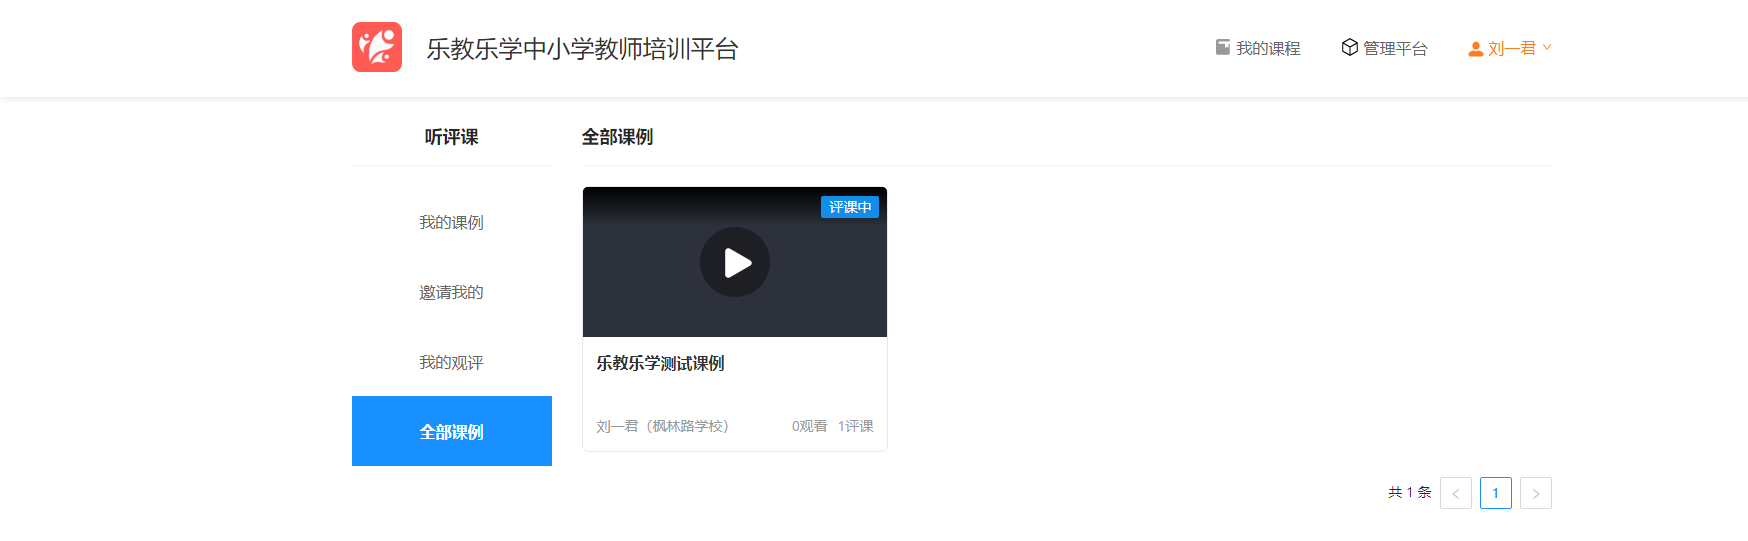 乐教乐学中小学教师培训平台
我的课程
管理平台
刘一君
听评课
我的课例
邀请我的
我的观评
全部课例
全部课例
评课中
乐教乐学测试课例
刘一君（枫林路学校） 0观看 1评课
共 1 条 < 1 >